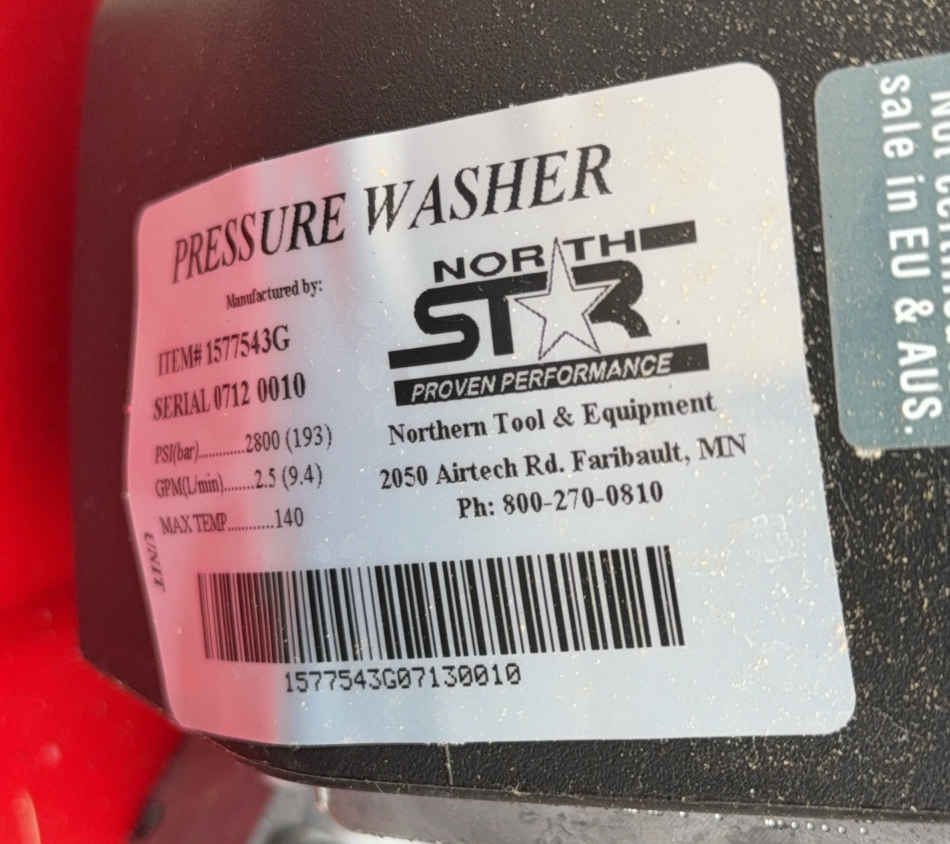 PRESSURE WASHER
Manufactured by:
NORTH
STAR
PROVEN PERFORMANCE
ITEM# 1577543G
SERIAL 0712 0010
PSI(bar)............2800 (193)
GPM(L/min)........2.5 (9.4)
MAX TEMP...........140
UNIT
Northern Tool & Equipment
2050 Airtech Rd. Faribault, MN
Ph: 800-270-0810
1577543G07130010
sale in EU & AUS.